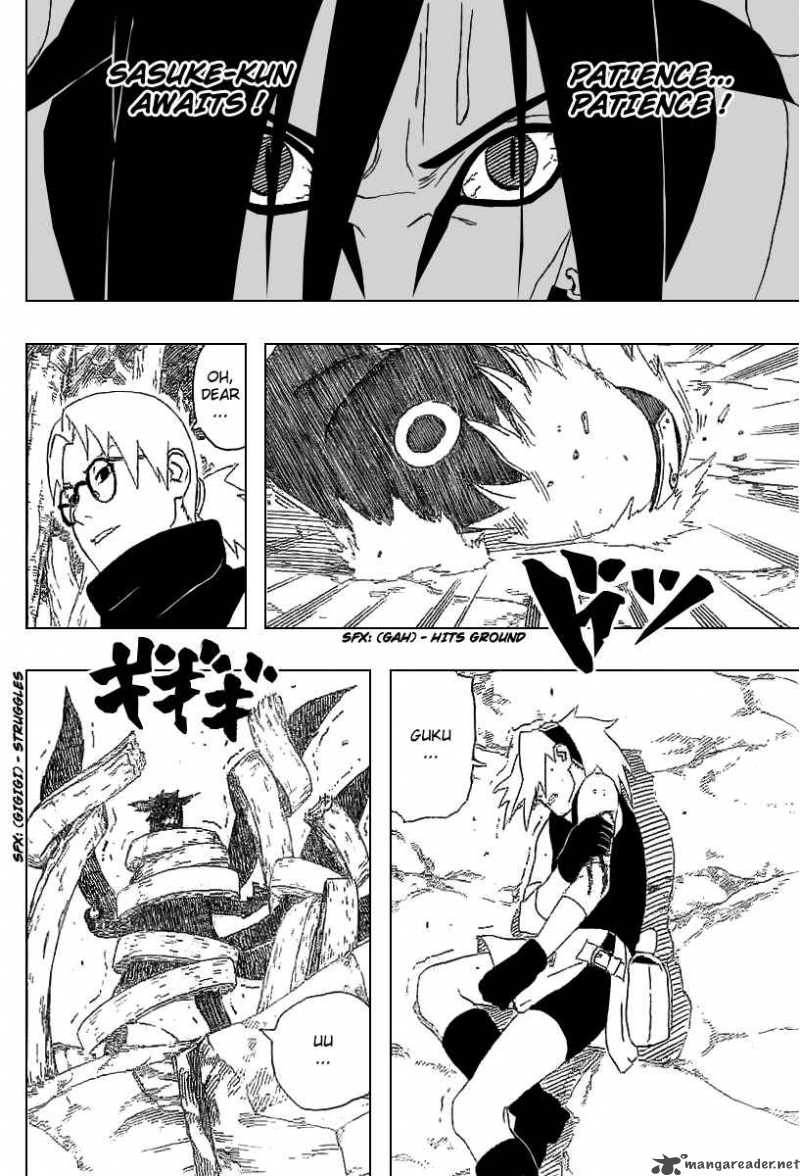 PATIENCE...
PATIENCE !
SASUKE-KUN
AWAITS !
ドッ
SFX: (GAH) - HITS GROUND
OH,
DEAR
...
GUKU
...
ギギギ
SFX: (GIGIGI) - STRUGGLES
UU
...
mangareader.net